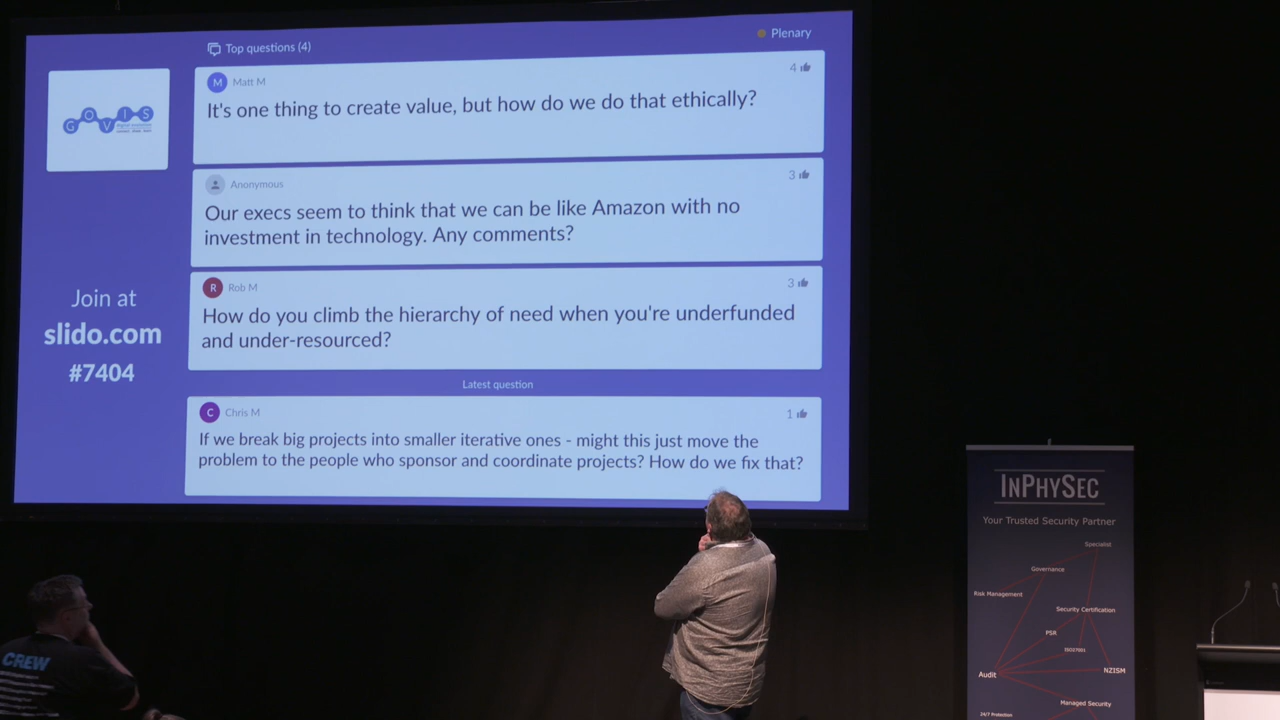 Top questions (4)
Plenary
GOVIS
M
Matt M
4
It's one thing to create value, but how do we do that ethically?
Anonymous
3
Our execs seem to think that we can be like Amazon with no
investment in technology. Any comments?
R
Rob M
3
How do you climb the hierarchy of need when you're underfunded
and under-resourced?
Join at
slido.com
#7404
Latest question
C
Chris M
1
If we break big projects into smaller iterative ones - might this just move the
problem to the people who sponsor and coordinate projects? How do we fix that?
CREW
INPHYSEC
Your Trusted Security Partner
Specialist
Governance
Risk Management
Security Certification
PSR
ISO27001
Audit
NZISM
Managed Security
24/7 Protection